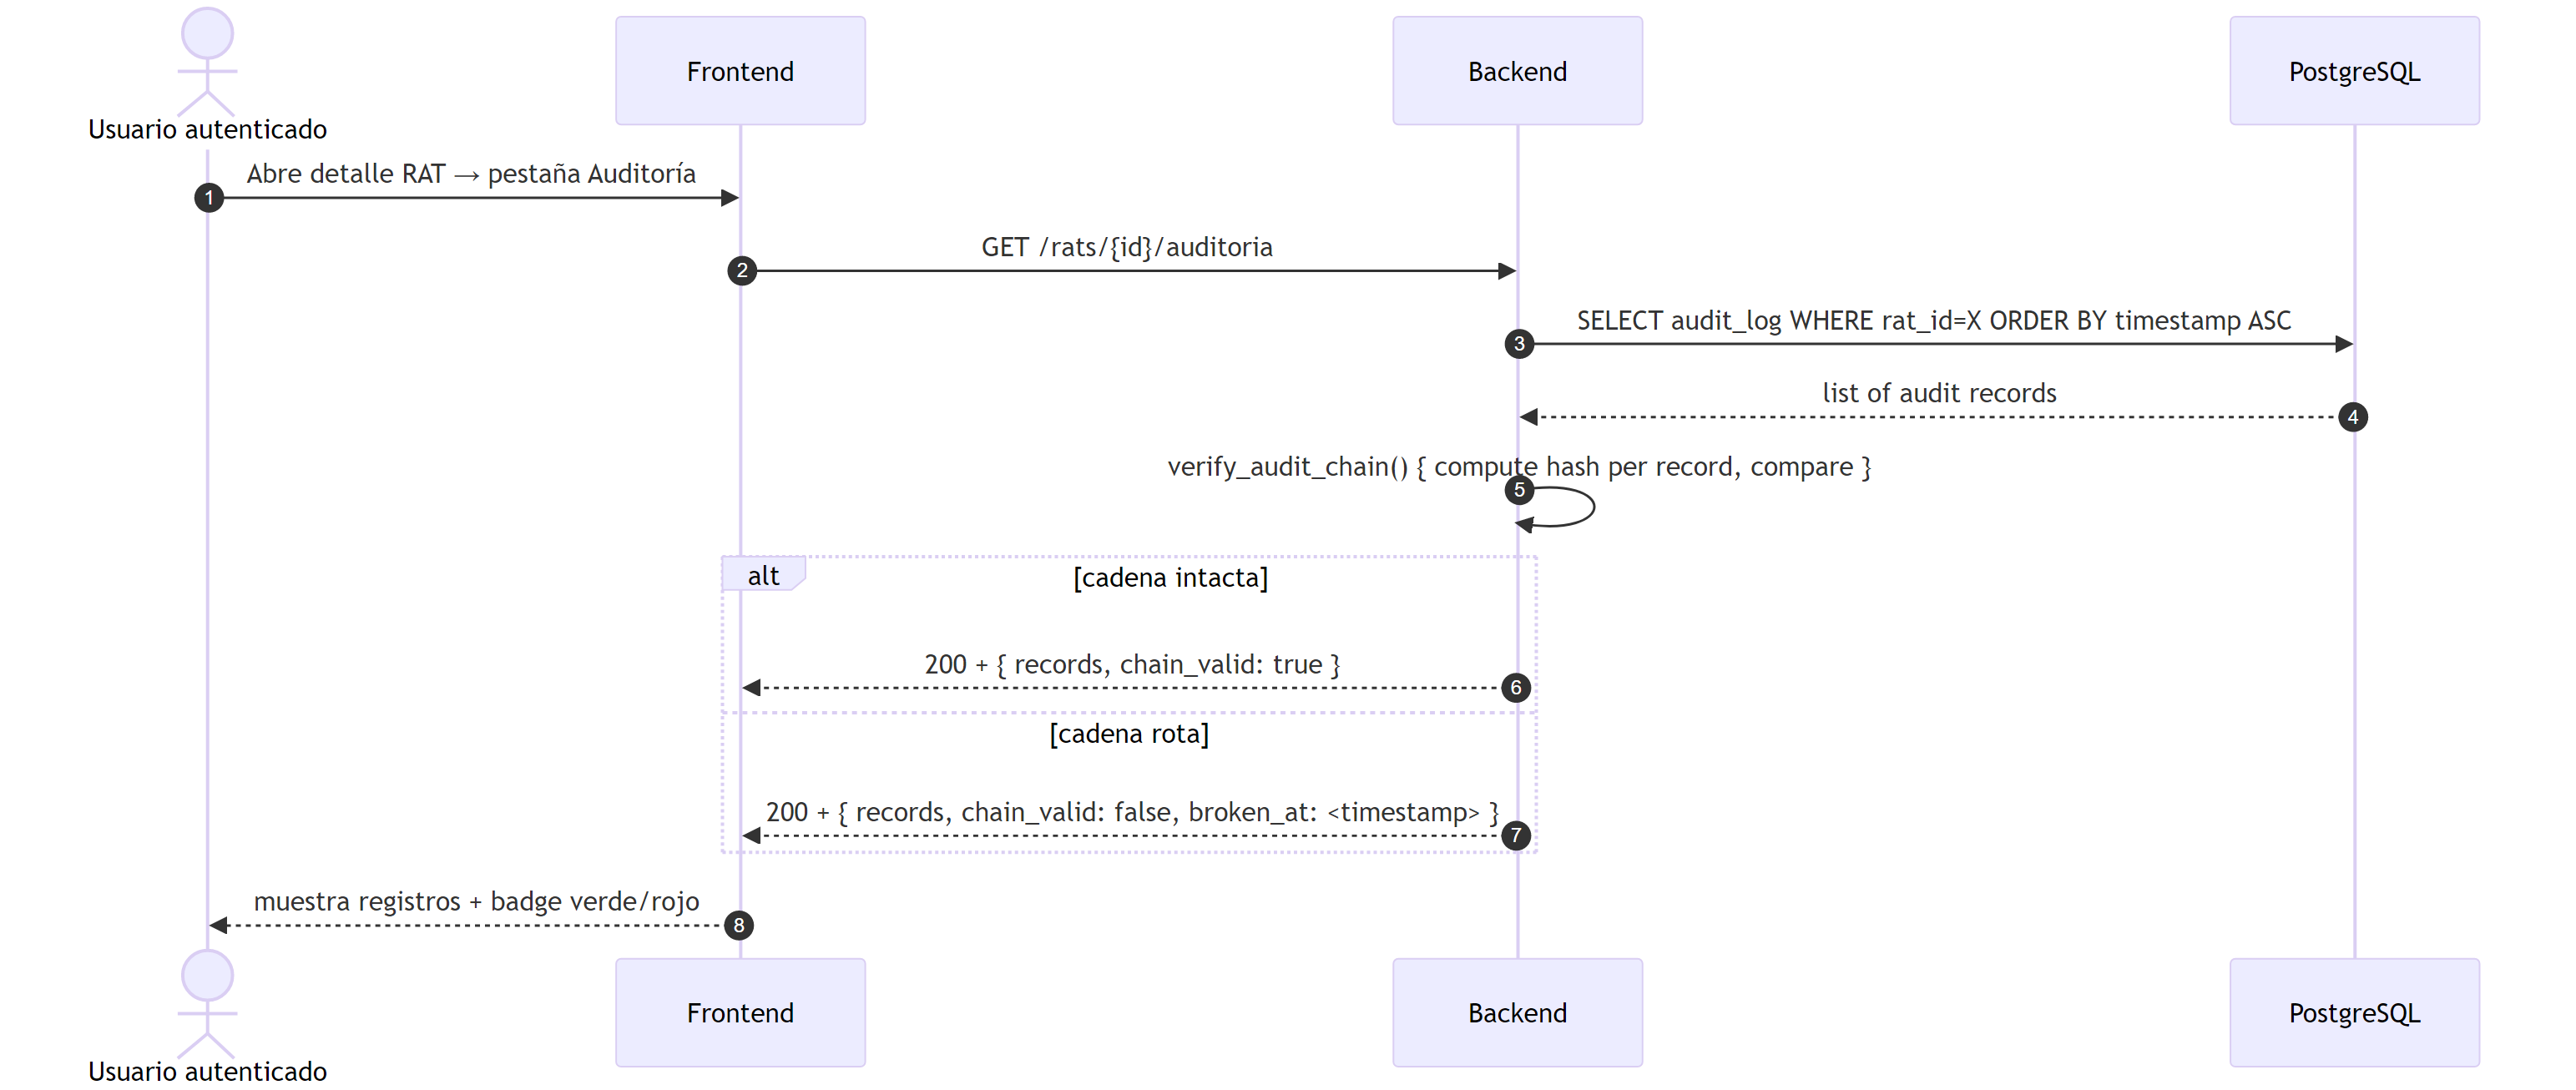 Usuario autenticado
Frontend
Backend
PostgreSQL
Abre detalle RAT → pestaña Auditoría
1
GET /rats/{id}/auditoria
2
SELECT audit_log WHERE rat_id=X ORDER BY timestamp ASC
3
list of audit records
4
verify_audit_chain() { compute hash per record, compare }
5
alt
[cadena intacta]
200 + { records, chain_valid: true }
6
[cadena rota]
200 + { records, chain_valid: false, broken_at: <timestamp> }
7
muestra registros + badge verde/rojo
8
Usuario autenticado
Frontend
Backend
PostgreSQL